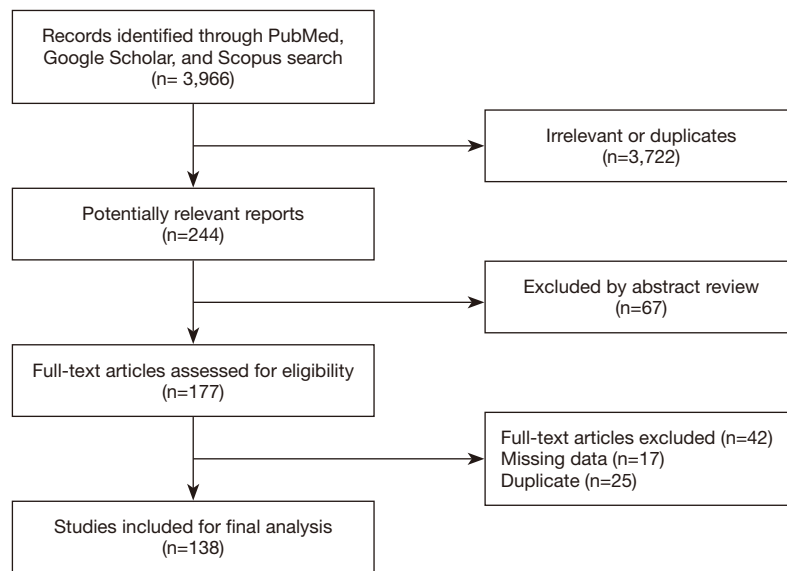 Records identified through PubMed,
Google Scholar, and Scopus search
(n= 3,966)
Irrelevant or duplicates
(n=3,722)
Potentially relevant reports
(n=244)
Excluded by abstract review
(n=67)
Full-text articles assessed for eligibility
(n=177)
Full-text articles excluded (n=42)
Missing data (n=17)
Duplicate (n=25)
Studies included for final analysis
(n=138)